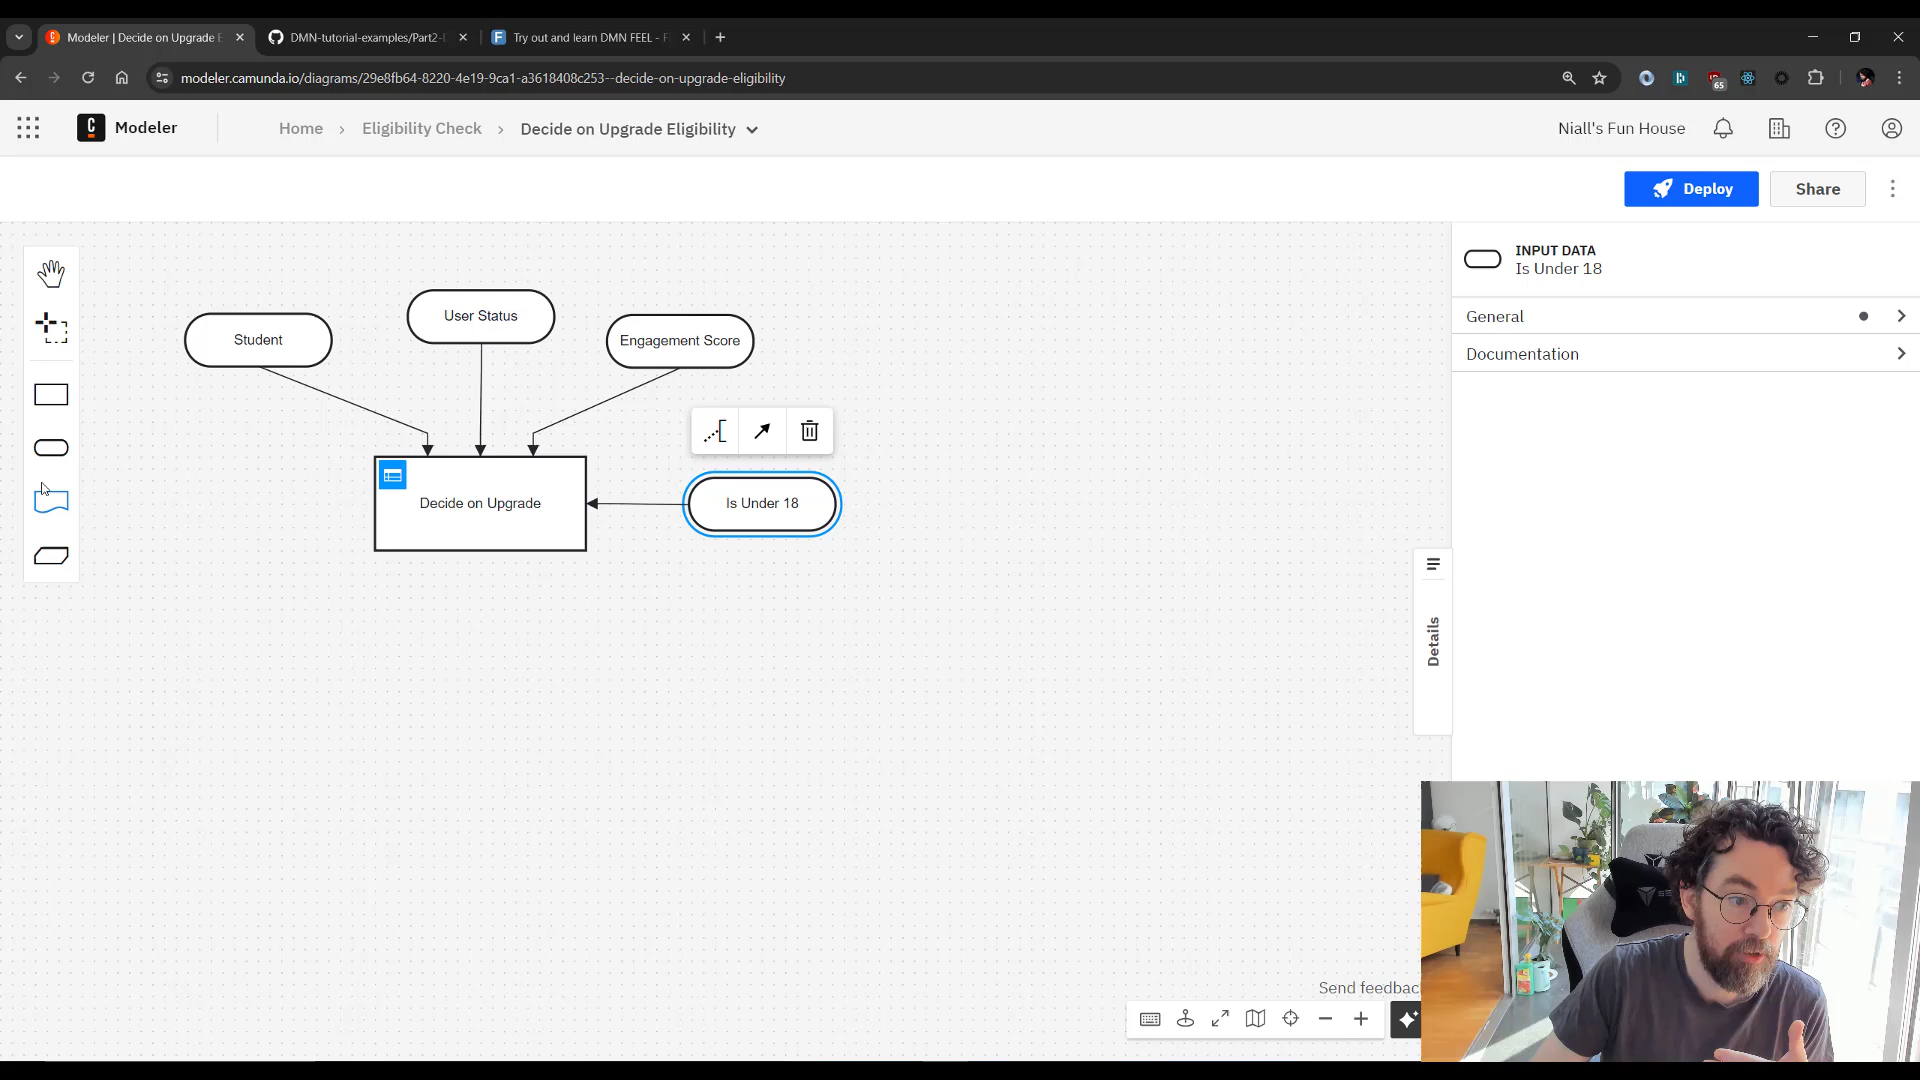 Modeler | Decide on Upgrade E
DMN-tutorial-examples/Part2-
Try out and learn DMN FEEL - F
modeler.camunda.io/diagrams/29e8fb64-8220-4e19-9ca1-a3618408c253--decide-on-upgrade-eligibility
65
Modeler
Home
Eligibility Check
Decide on Upgrade Eligibility
Niall's Fun House
Deploy
Share
Student
User Status
Engagement Score
Decide on Upgrade
Is Under 18
INPUT DATA
Is Under 18
General
Documentation
Details
Send feedbac